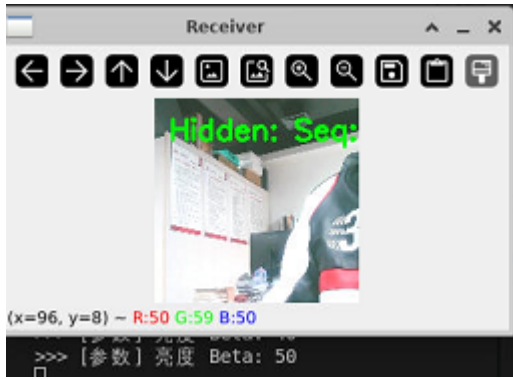 Receiver
Hidden: Seq:
(x=96, y=8) ~ R:50 G:59 B:50
>>> [参数] 亮度 Beta: 50